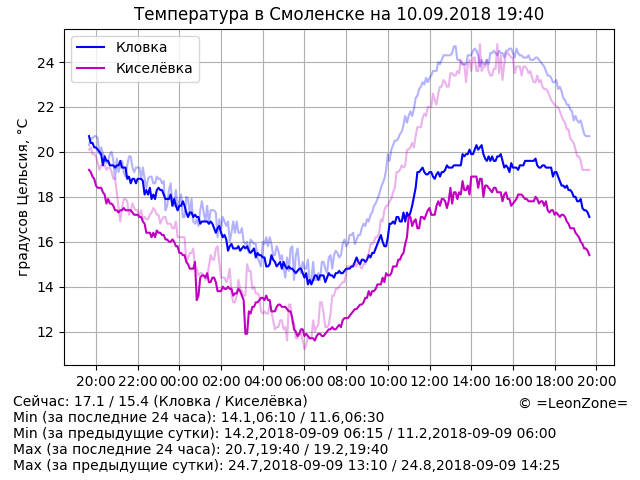 Температура в Смоленске на 10.09.2018 19:40
Кловка
Киселёвка
градусов Цельсия, °C
24
22
20
18
16
14
12
20:00 22:00 00:00 02:00 04:00 06:00 08:00 10:00 12:00 14:00 16:00 18:00 20:00
Сейчас: 17.1 / 15.4 (Кловка / Киселёвка)
© =LeonZone=
Min (за последние 24 часа): 14.1,06:10 / 11.6,06:30
Min (за предыдущие сутки): 14.2,2018-09-09 06:15 / 11.2,2018-09-09 06:00
Max (за последние 24 часа): 20.7,19:40 / 19.2,19:40
Max (за предыдущие сутки): 24.7,2018-09-09 13:10 / 24.8,2018-09-09 14:25